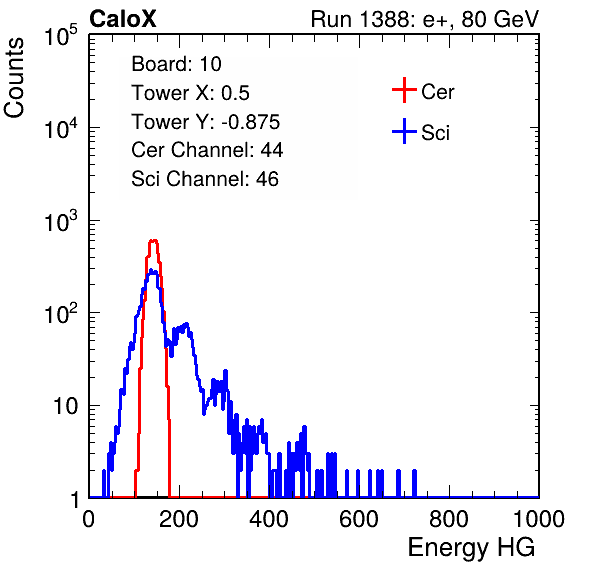 CaloX
Run 1388: e+, 80 GeV
Board: 10
Tower X: 0.5
Tower Y: -0.875
Cer Channel: 44
Sci Channel: 46
Cer
Sci
Counts
10^5
10^4
10^3
10^2
10
1
0 200 400 600 800 1000
Energy HG